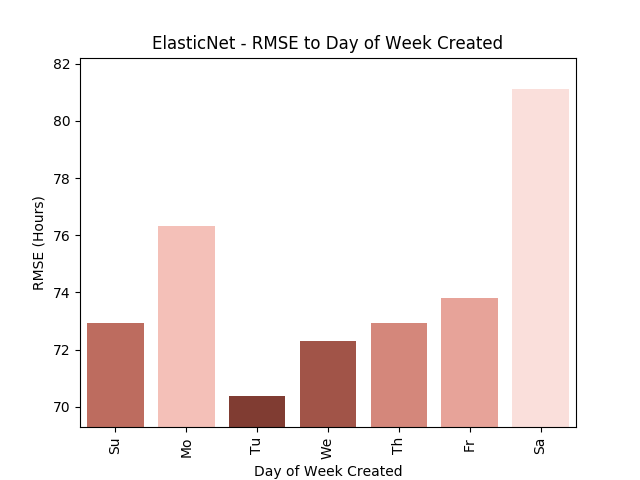 ElasticNet - RMSE to Day of Week Created
82
80
78
76
74
72
70
RMSE (Hours)
Su Mo Tu We Th Fr Sa
Day of Week Created